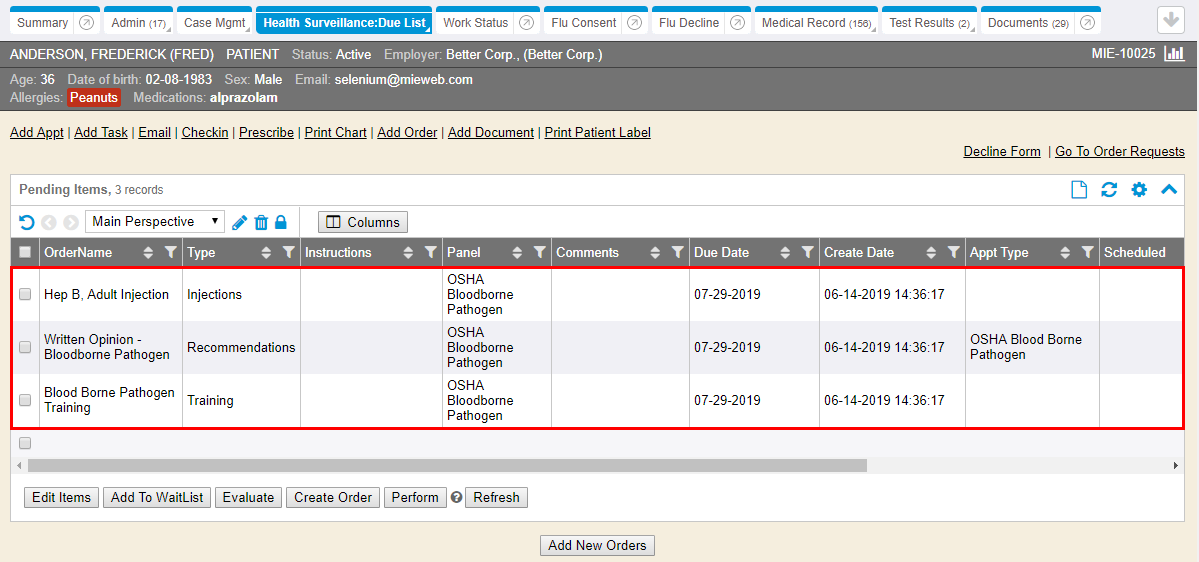 Summary Admin (17) Case Mgmt Health Surveillance:Due List Work Status Flu Consent Flu Decline Medical Record (156) Test Results (2) Documents (29)
ANDERSON, FREDERICK (FRED) PATIENT Status: Active Employer: Better Corp., (Better Corp.) MIE-10025
Age: 36 Date of birth: 02-08-1983 Sex: Male Email: selenium@mieweb.com
Allergies: Peanuts Medications: alprazolam
Add Appt | Add Task | Email | Checkin | Prescribe | Print Chart | Add Order | Add Document | Print Patient Label
Decline Form | Go To Order Requests
Pending Items, 3 records
Main Perspective Columns
OrderName Type Instructions Panel Comments Due Date Create Date Appt Type Scheduled
Hep B, Adult Injection Injections OSHA Bloodborne Pathogen 07-29-2019 06-14-2019 14:36:17
Written Opinion - Bloodborne Pathogen Recommendations OSHA Bloodborne Pathogen 07-29-2019 06-14-2019 14:36:17 OSHA Blood Borne Pathogen
Blood Borne Pathogen Training Training OSHA Bloodborne Pathogen 07-29-2019 06-14-2019 14:36:17
Edit Items Add To WaitList Evaluate Create Order Perform ? Refresh
Add New Orders